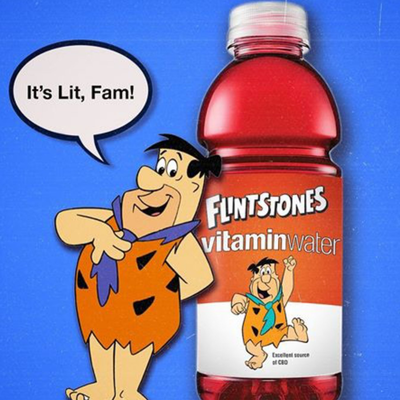 It's Lit, Fam!
FLINTSTONES
vitaminwater
Excellent source
of CBD